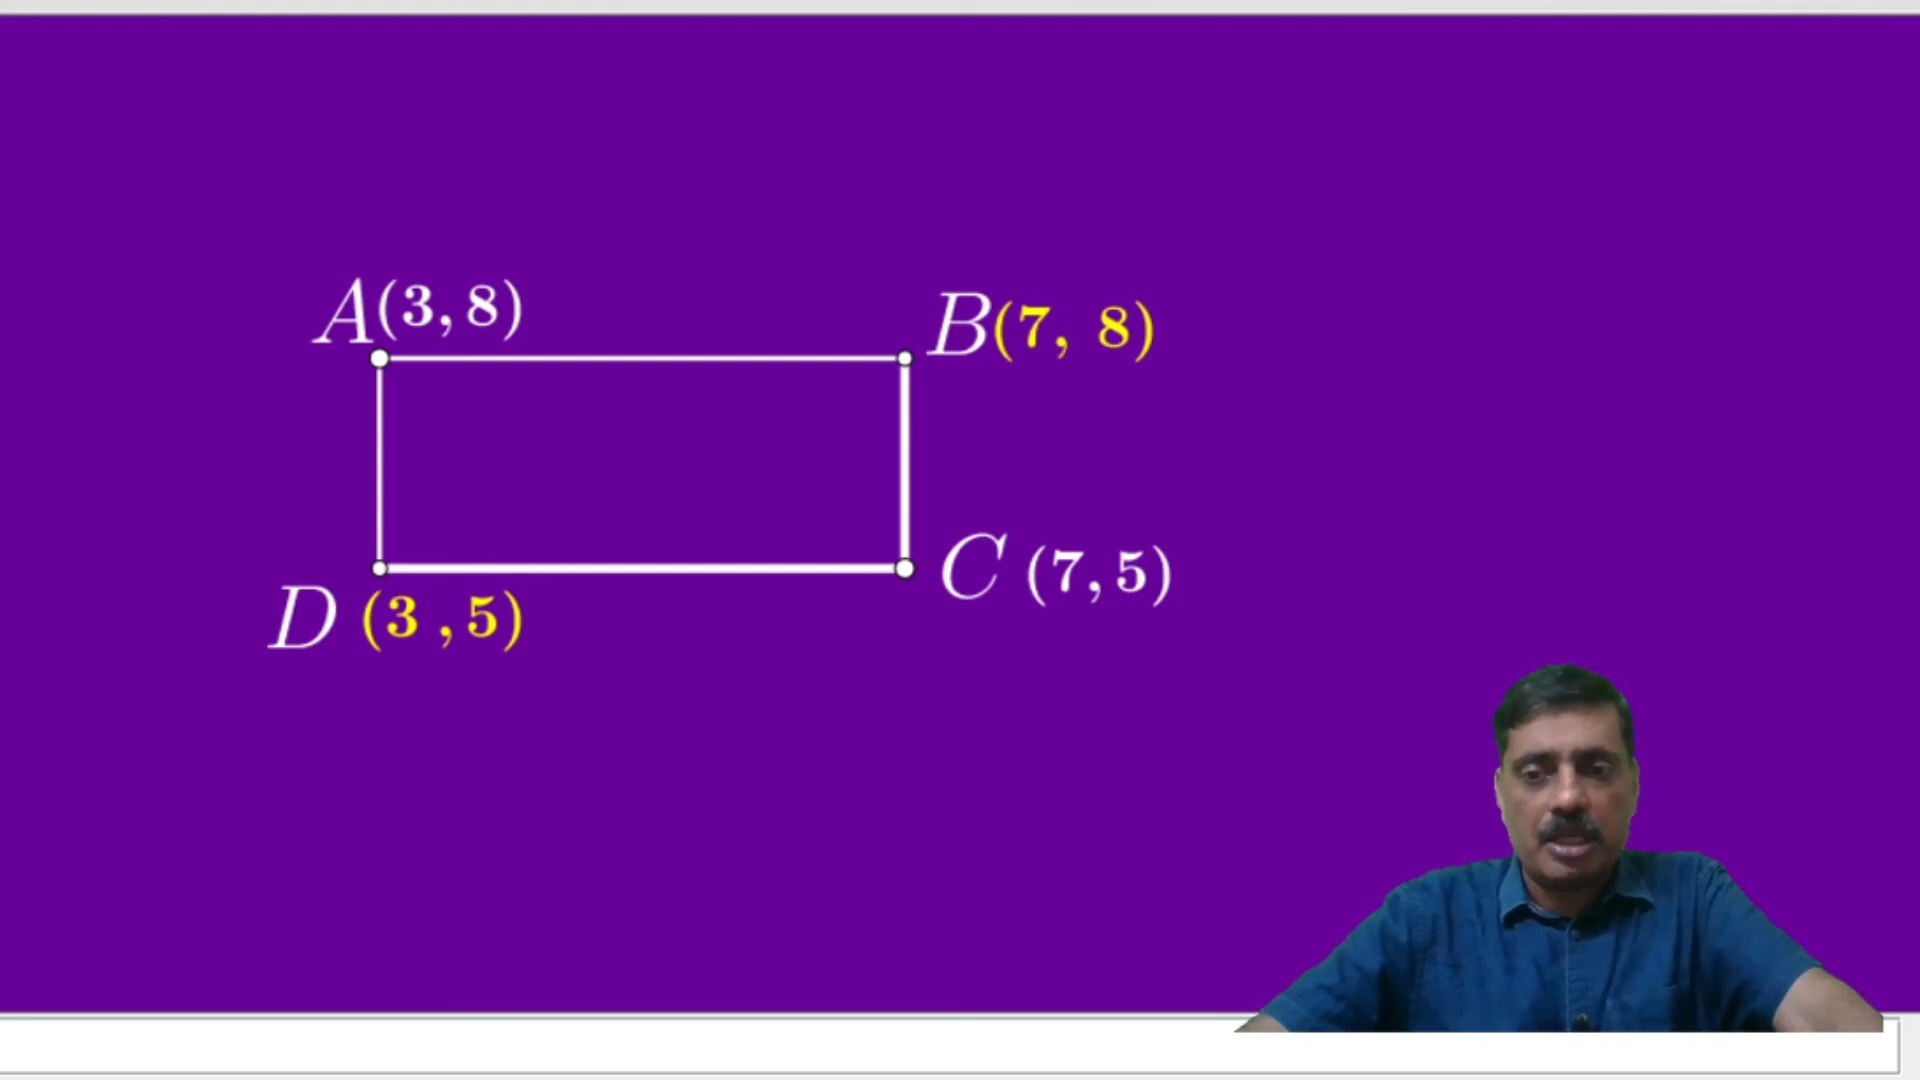 A(3, 8)
B(7, 8)
C (7, 5)
D (3 , 5)